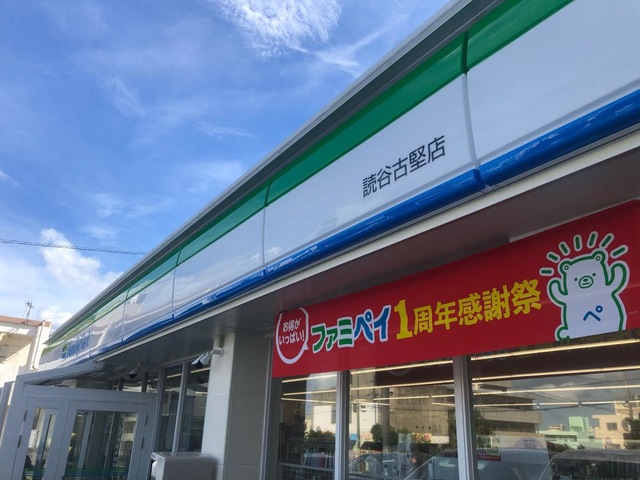 読谷古堅店
お得が
いっぱい!
ファミペイ1周年感謝祭
ペ